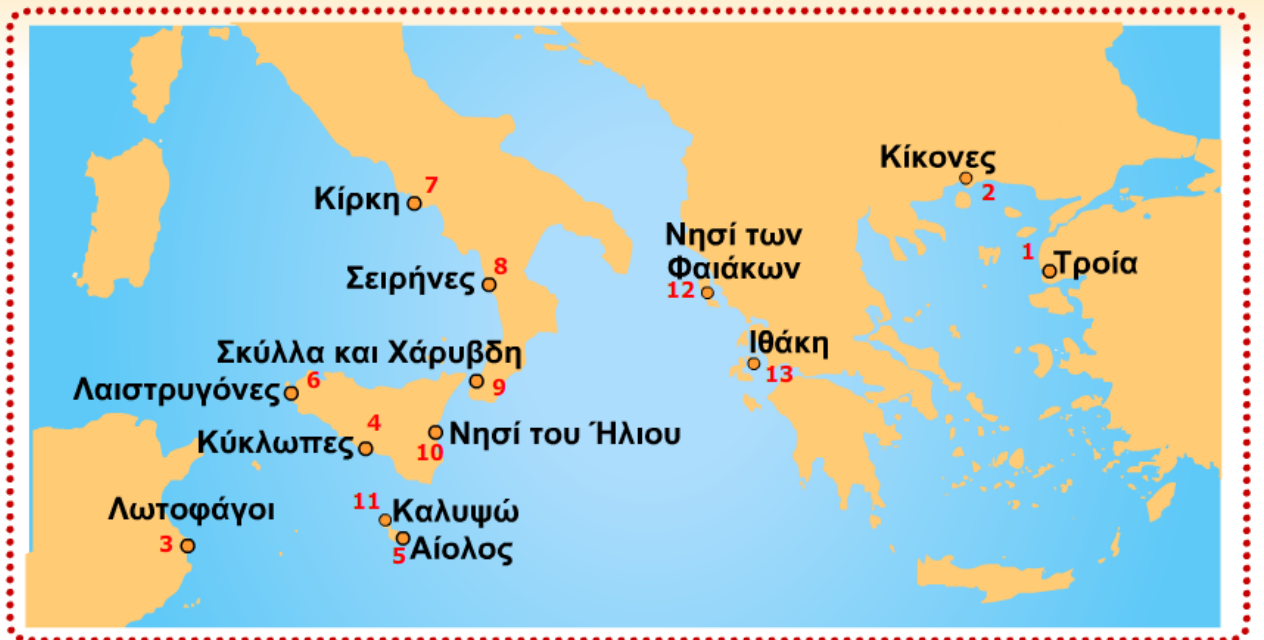 Κίκονες
2
Κίρκη
7
Νησί των
Φαιάκων
12
1
Τροία
Σειρήνες
8
Ιθάκη
13
Σκύλλα και Χάρυβδη
9
Λαιστρυγόνες
6
Κύκλωπες
4
Νησί του Ήλιου
10
Λωτοφάγοι
3
11
Καλυψώ
5
Αίολος